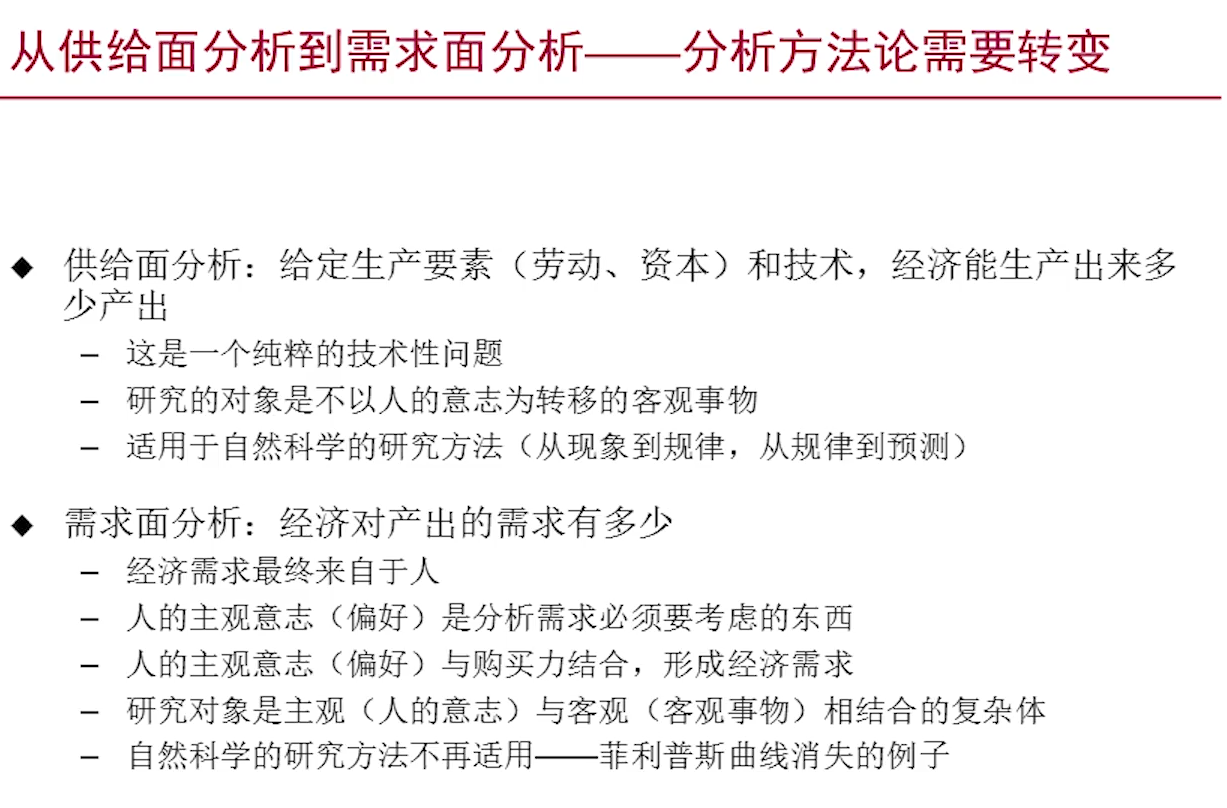 从供给面分析到需求面分析——分析方法论需要转变
◆ 供给面分析：给定生产要素（劳动、资本）和技术，经济能生产出来多
少产出
– 这是一个纯粹的技术性问题
– 研究的对象是不以人的意志为转移的客观事物
– 适用于自然科学的研究方法（从现象到规律，从规律到预测）
◆ 需求面分析：经济对产出的需求有多少
– 经济需求最终来自于人
– 人的主观意志（偏好）是分析需求必须要考虑的东西
– 人的主观意志（偏好）与购买力结合，形成经济需求
– 研究对象是主观（人的意志）与客观（客观事物）相结合的复杂体
– 自然科学的研究方法不再适用——菲利普斯曲线消失的例子